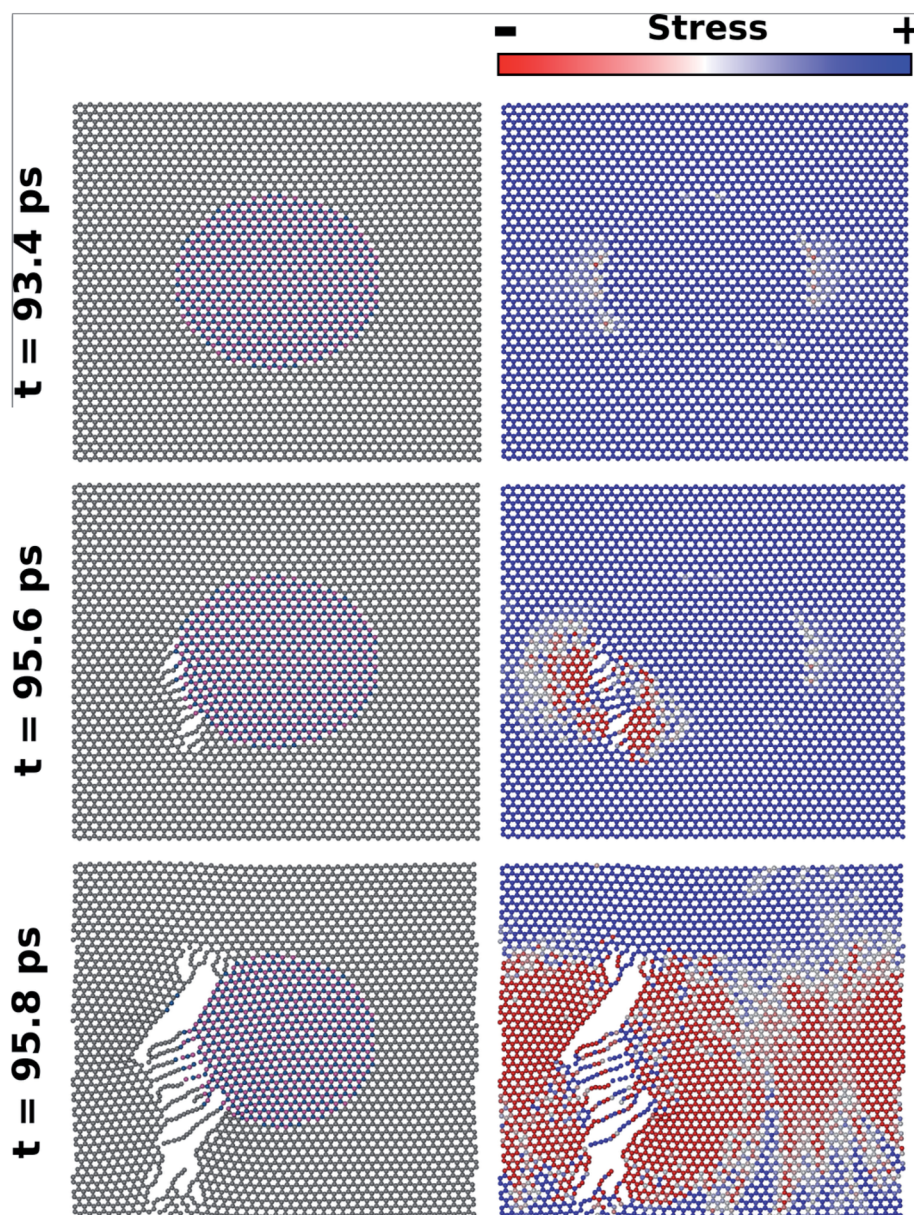 - Stress +
t = 93.4 ps
t = 95.6 ps
t = 95.8 ps